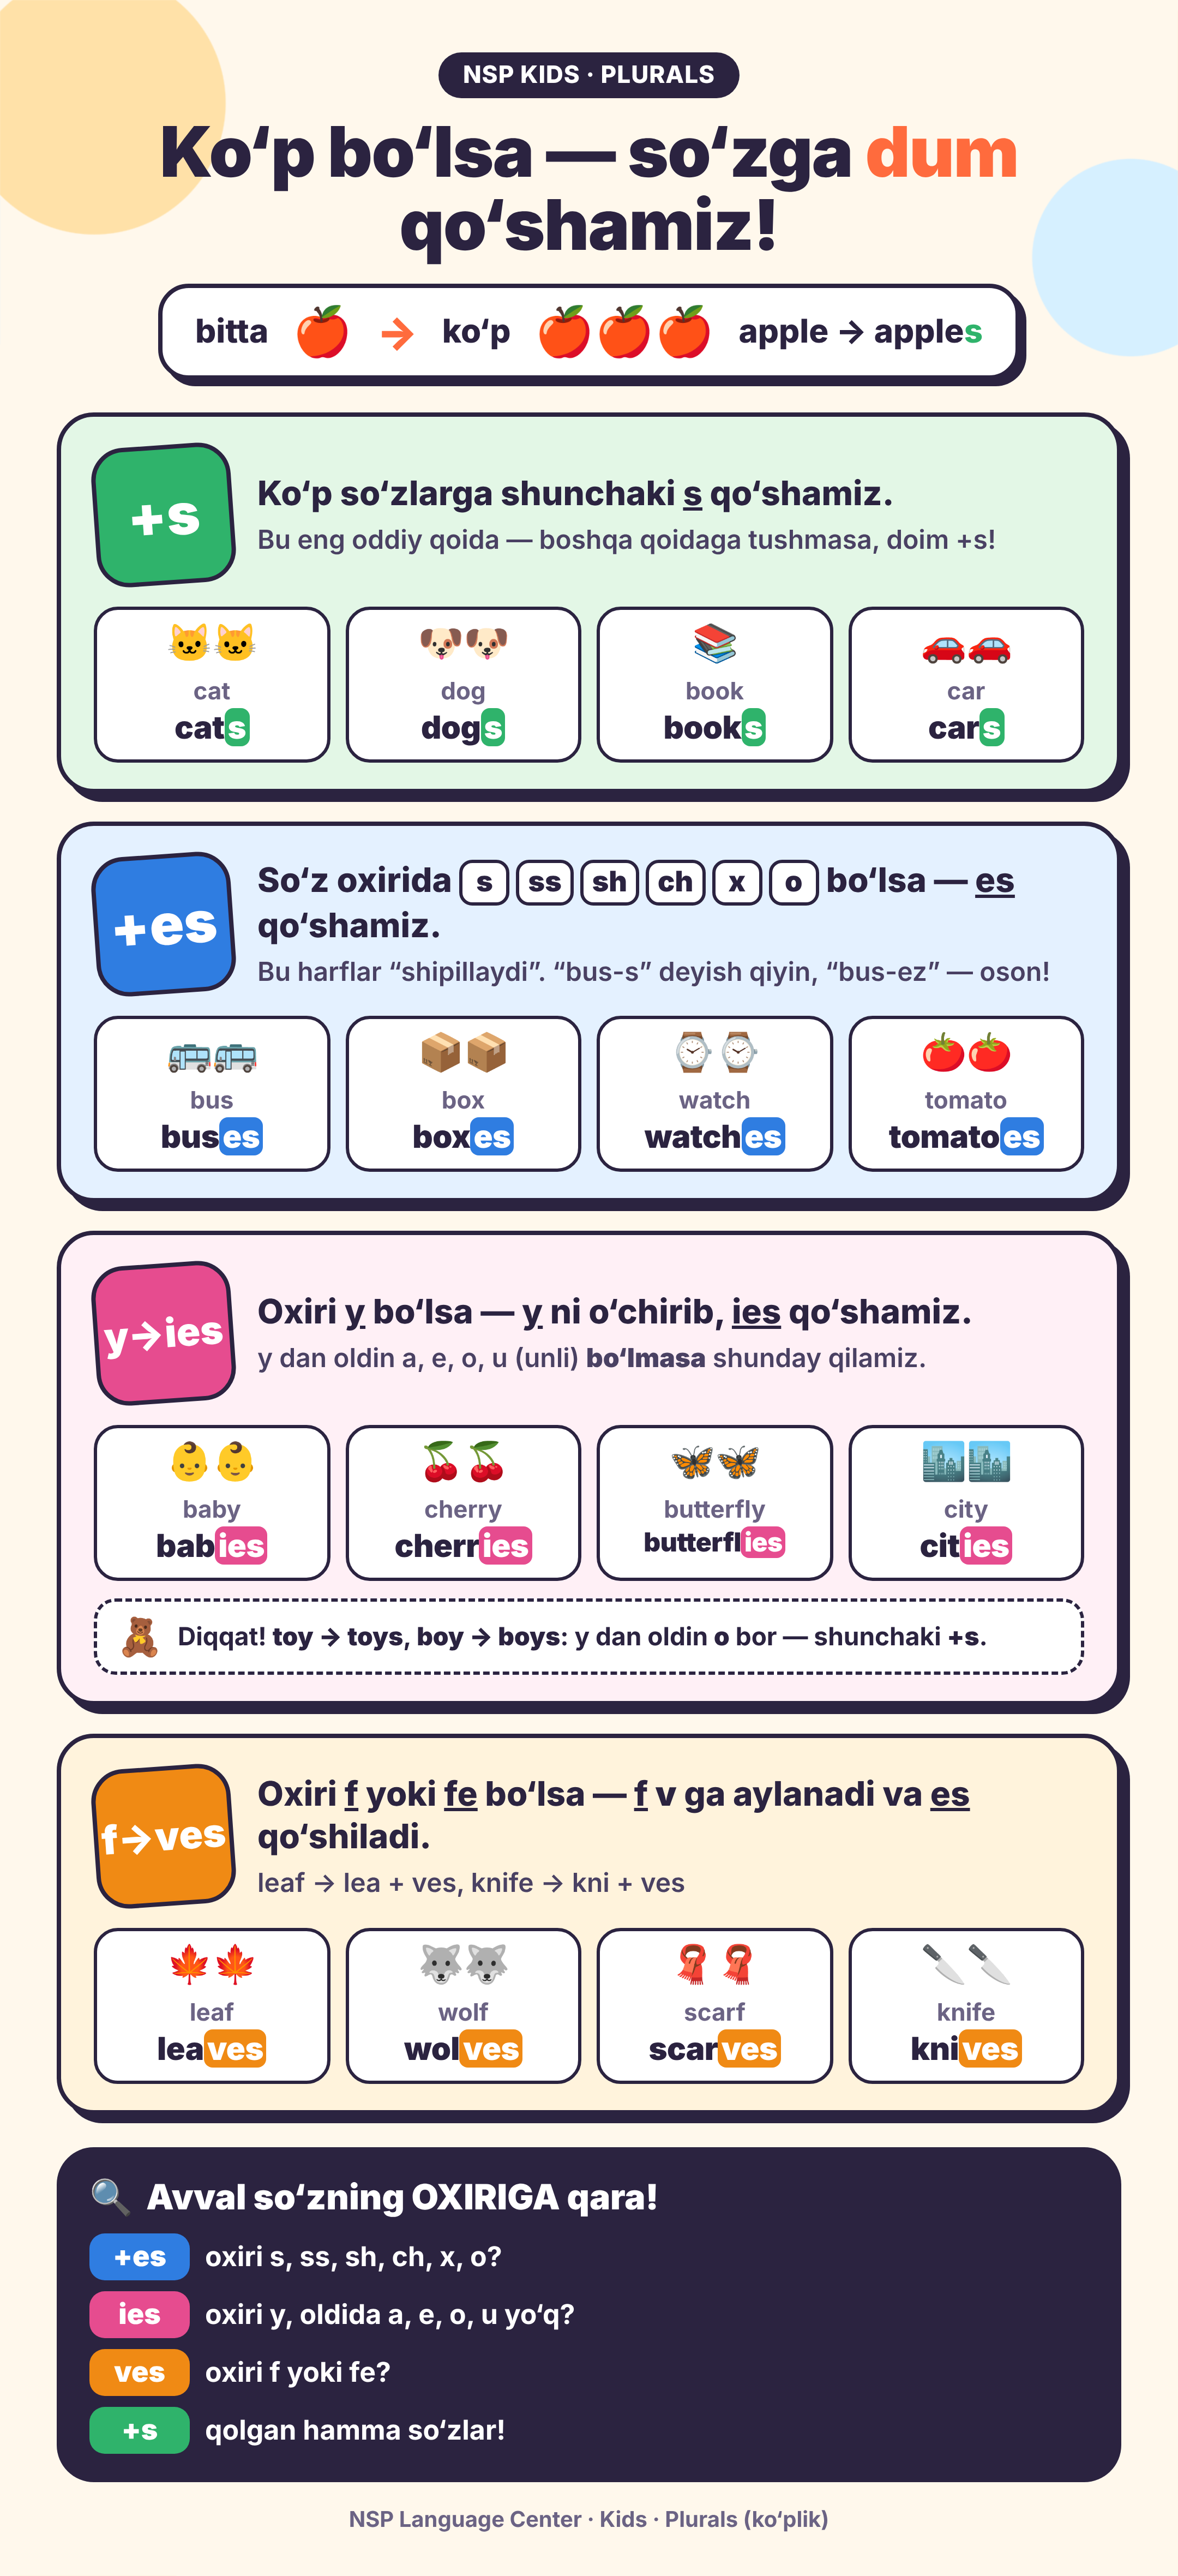 NSP KIDS · PLURALS
Ko‘p bo‘lsa — so‘zga dum
qo‘shamiz!
bitta → ko‘p apple → apples
+s
Ko‘p so‘zlarga shunchaki s qo‘shamiz.
Bu eng oddiy qoida — boshqa qoidaga tushmasa, doim +s!
cat dog book car
cats dogs books cars
+es
So‘z oxirida s ss sh ch x o bo‘lsa — es
qo‘shamiz.
Bu harflar “shipillaydi”. “bus-s” deyish qiyin, “bus-ez” — oson!
bus box watch tomato
buses boxes watches tomatoes
y→ies
Oxiri y bo‘lsa — y ni o‘chirib, ies qo‘shamiz.
y dan oldin a, e, o, u (unli) bo‘lmasa shunday qilamiz.
baby cherry butterfly city
babies cherries butterflies cities
Diqqat! toy → toys, boy → boys: y dan oldin o bor — shunchaki +s.
f→ves
Oxiri f yoki fe bo‘lsa — f v ga aylanadi va es
qo‘shiladi.
leaf → lea + ves, knife → kni + ves
leaf wolf scarf knife
leaves wolves scarves knives
Avval so‘zning OXIRIGA qara!
+es oxiri s, ss, sh, ch, x, o?
ies oxiri y, oldida a, e, o, u yo‘q?
ves oxiri f yoki fe?
+s qolgan hamma so‘zlar!
NSP Language Center · Kids · Plurals (ko‘plik)